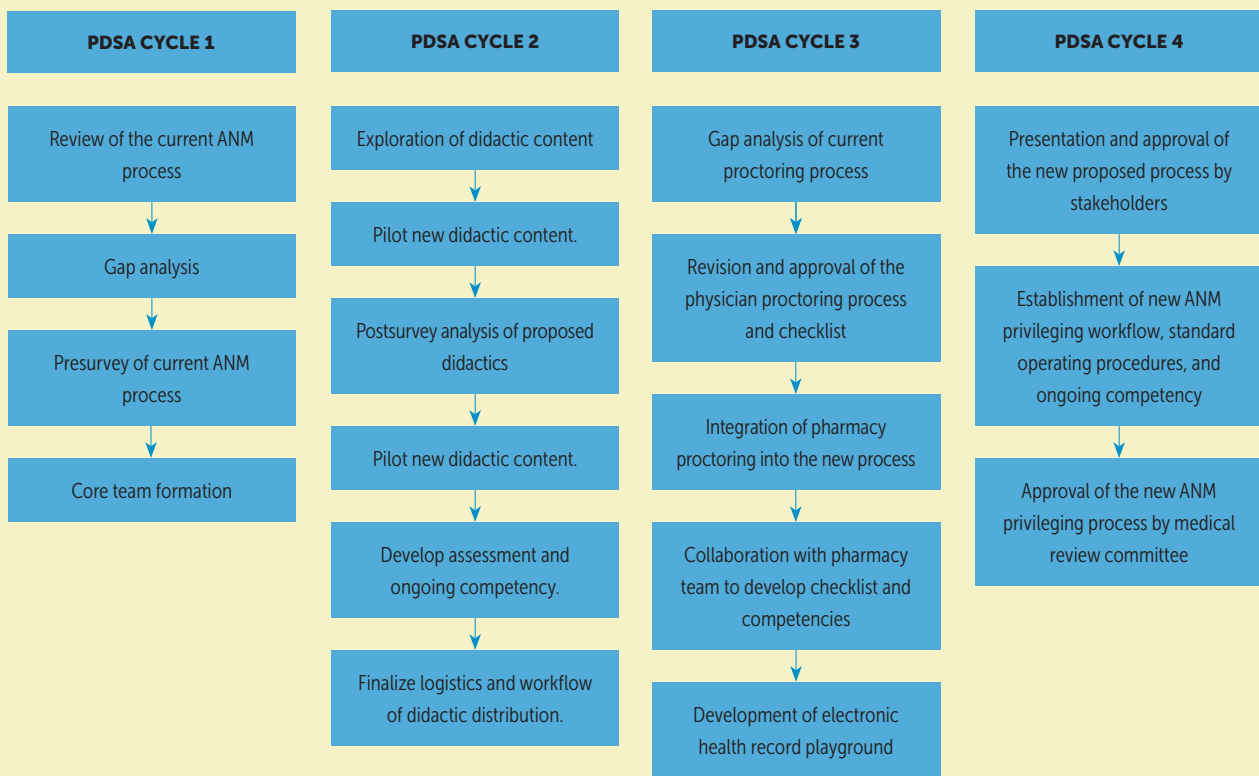 PDSA CYCLE 1
Review of the current ANM
process
Gap analysis
Presurvey of current ANM
process
Core team formation
PDSA CYCLE 2
Exploration of didactic content
Pilot new didactic content.
Postsurvey analysis of proposed
didactics
Pilot new didactic content.
Develop assessment and
ongoing competency.
Finalize logistics and workflow
of didactic distribution.
PDSA CYCLE 3
Gap analysis of current
proctoring process
Revision and approval of the
physician proctoring process
and checklist
Integration of pharmacy
proctoring into the new process
Collaboration with pharmacy
team to develop checklist and
competencies
Development of electronic
health record playground
PDSA CYCLE 4
Presentation and approval of
the new proposed process by
stakeholders
Establishment of new ANM
privileging workflow, standard
operating procedures, and
ongoing competency
Approval of the new ANM
privileging process by medical
review committee